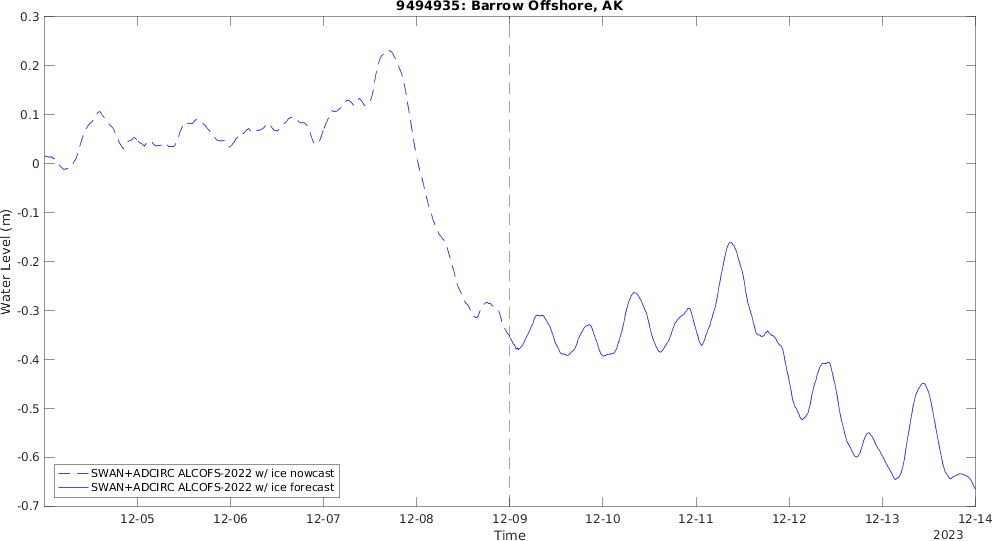 9494935: Barrow Offshore, AK
0.3
0.2
0.1
0
-0.1
-0.2
-0.3
-0.4
-0.5
-0.6
-0.7
Water Level (m)
SWAN+ADCIRC ALCOFS-2022 w/ ice nowcast
SWAN+ADCIRC ALCOFS-2022 w/ ice forecast
12-05 12-06 12-07 12-08 12-09 12-10 12-11 12-12 12-13 12-14
Time
2023